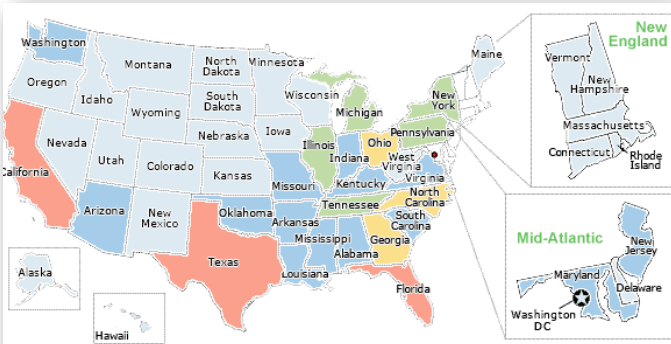 Washington
Oregon
California
Nevada
Idaho
Montana
Wyoming
Utah
Arizona
Colorado
New
Mexico
North
Dakota
South
Dakota
Nebraska
Kansas
Oklahoma
Texas
Minnesota
Iowa
Missouri
Arkansas
Louisiana
Wisconsin
Illinois
Michigan
Indiana
Ohio
Kentucky
Tennessee
Mississippi
Alabama
Georgia
Florida
South
Carolina
North
Carolina
Virginia
West
Virginia
Pennsylvania
New
York
Maine
Alaska
Hawaii
New
England
Vermont
New
Hampshire
Massachusetts
Connecticut
Rhode
Island
Mid-Atlantic
New
Jersey
Maryland
Delaware
Washington
DC